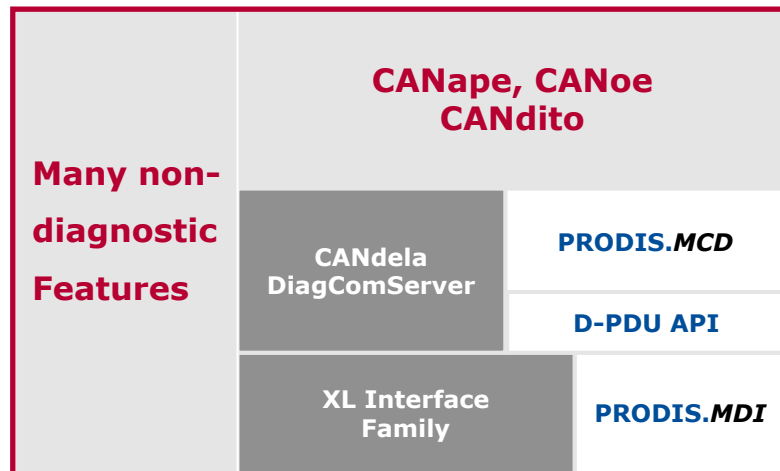 CANape, CANoe
CANdito
Many non-
diagnostic
Features
CANdela
DiagComServer
PRODIS.MCD
D-PDU API
XL Interface
Family
PRODIS.MDI